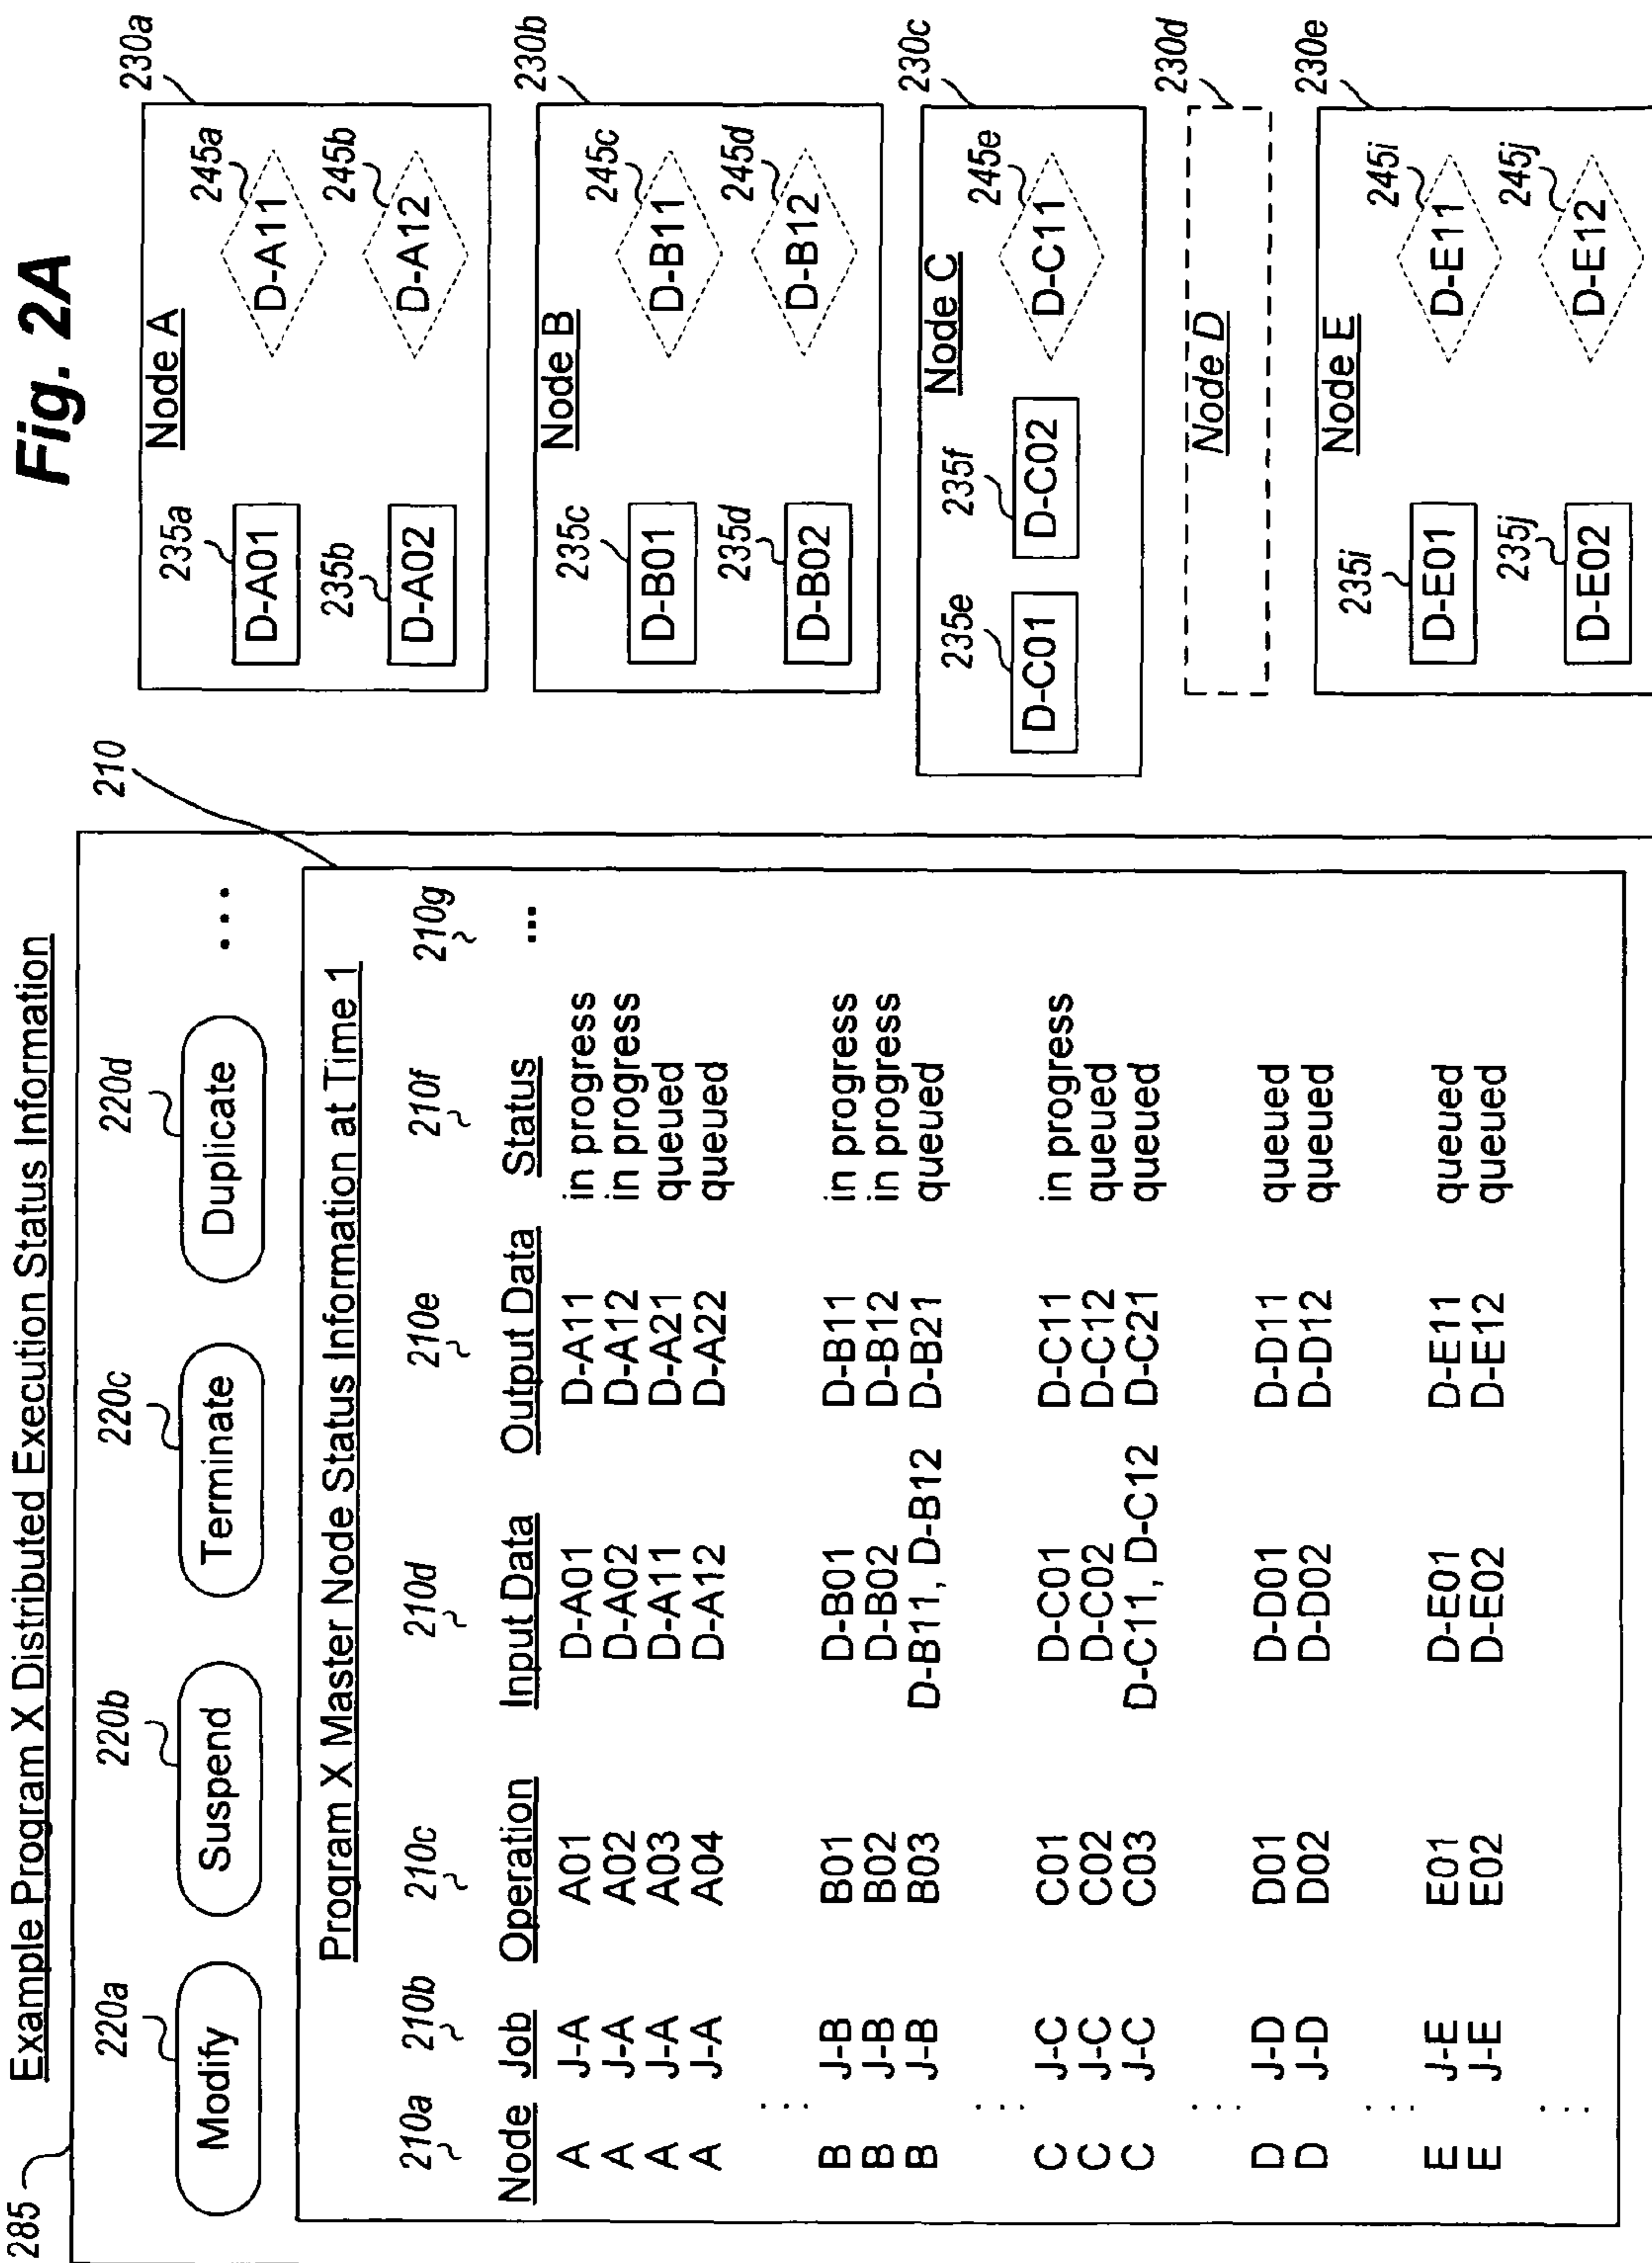 Fig. 2A
Example Program X Distributed Execution Status Information
285
220a
220b
220c
220d
Modify
Suspend
Terminate
Duplicate
...
210
Program X Master Node Status Information at Time 1
210a
210b
210c
210d
210e
210f
210g
Node Job Operation Input Data Output Data Status ...
A J-A A01 D-A01 D-A11 in progress
A J-A A02 D-A02 D-A12 in progress
A J-A A03 D-A11 D-A21 queued
A J-A A04 D-A12 D-A22 queued
...
B J-B B01 D-B01 D-B11 in progress
B J-B B02 D-B02 D-B12 in progress
B J-B B03 D-B11, D-B12 D-B21 queued
...
C J-C C01 D-C01 D-C11 in progress
C J-C C02 D-C02 D-C12 queued
C J-C C03 D-C11, D-C12 D-C21 queued
...
D J-D D01 D-D01 D-D11 queued
D J-D D02 D-D02 D-D12 queued
...
E J-E E01 D-E01 D-E11 queued
E J-E E02 D-E02 D-E12 queued
...
230a
Node A
235a
D-A01
245a
D-A11
235b
D-A02
245b
D-A12
230b
Node B
235c
D-B01
245c
D-B11
235d
D-B02
245d
D-B12
230c
Node C
235e
D-C01
235f
D-C02
245e
D-C11
230d
Node D
230e
Node E
235i
D-E01
245i
D-E11
235j
D-E02
245j
D-E12